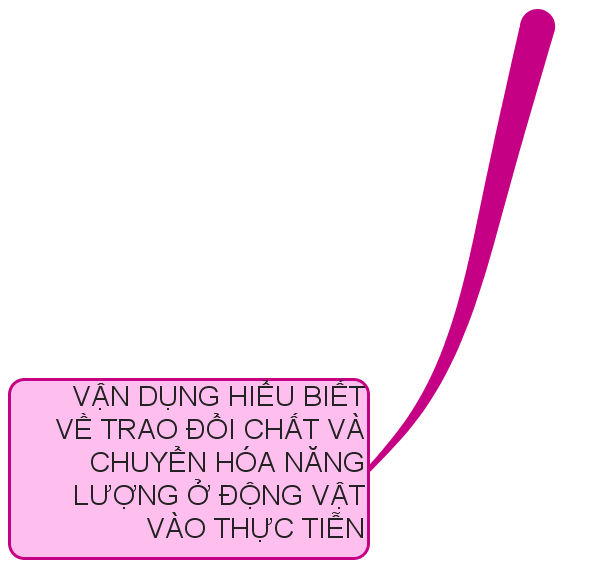 VẬN DỤNG HIỂU BIẾT
VỀ TRAO ĐỔI CHẤT VÀ
CHUYỂN HÓA NĂNG
LƯỢNG Ở ĐỘNG VẬT
VÀO THỰC TIỄN